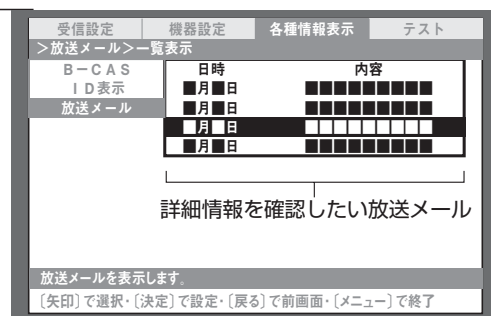 受信設定 機器設定 各種情報表示 テスト
>放送メール>一覧表示
B－CAS
ID表示
放送メール
日時 内容
■月■日 ■■■■■■■■■
■月■日 ■■■■■■■■■
□月□日 □□□□□□□□□
■月■日 ■■■■■■■■■
詳細情報を確認したい放送メール
放送メールを表示します。
〔矢印〕で選択・〔決定〕で設定・〔戻る〕で前画面・〔メニュー〕で終了